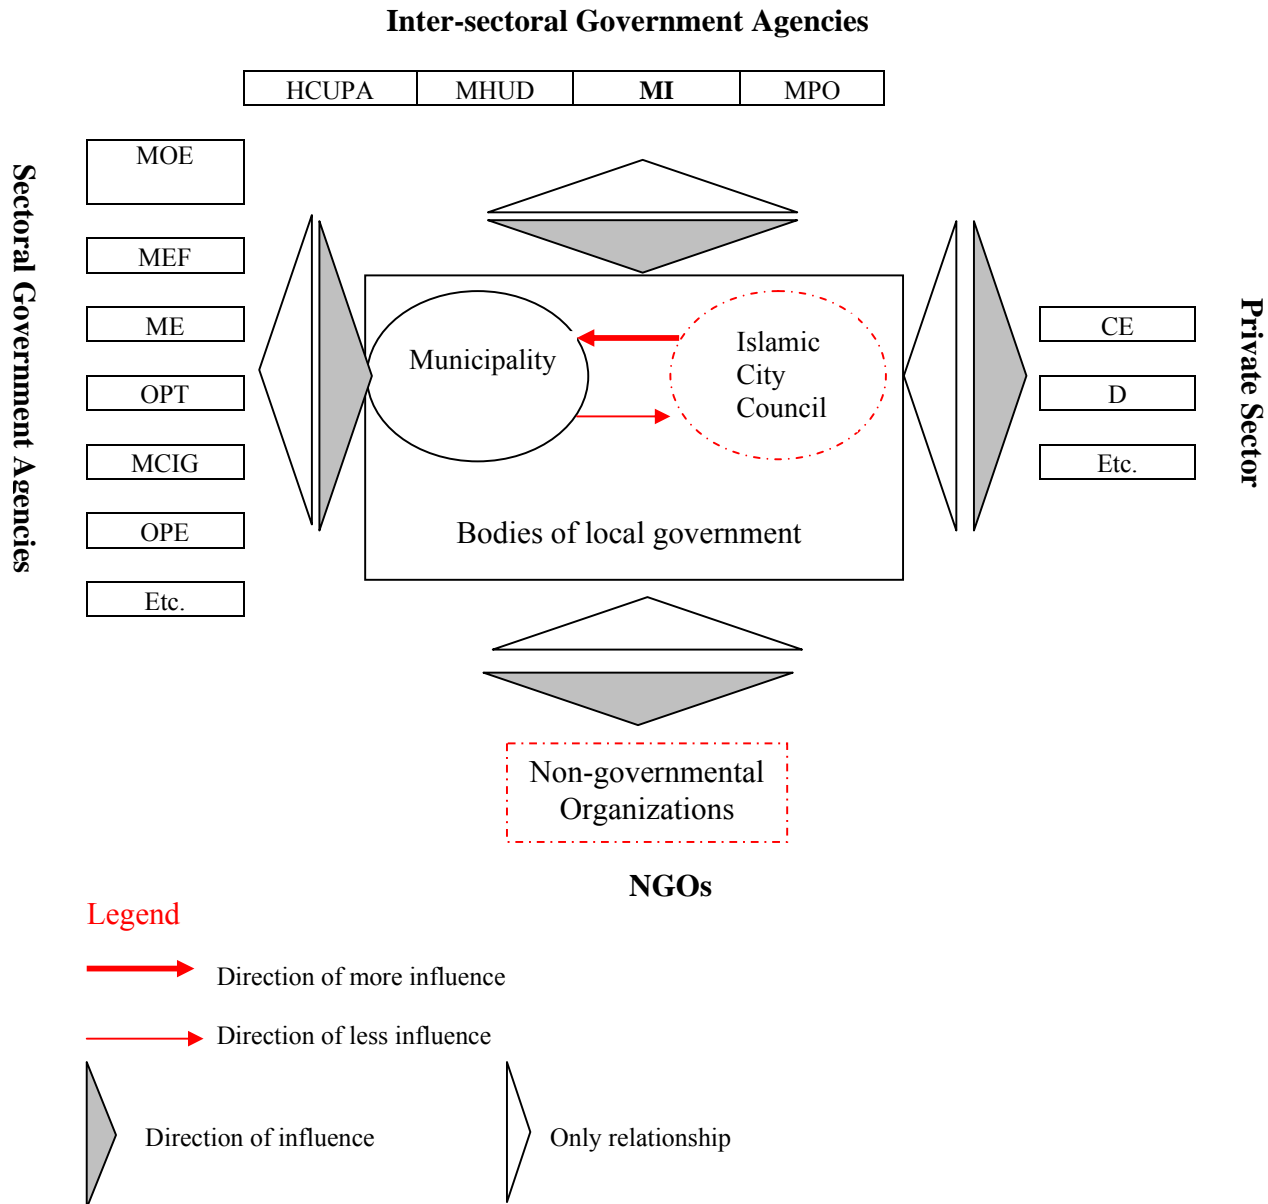 Inter-sectoral Government Agencies
HCUPA MHUD MI MPO
Sectoral Government Agencies
MOE
MEF
ME
OPT
MCIG
OPE
Etc.
Municipality
Islamic
City
Council
Bodies of local government
CE
D
Etc.
Private Sector
Non-governmental
Organizations
NGOs
Legend
Direction of more influence
Direction of less influence
Direction of influence
Only relationship